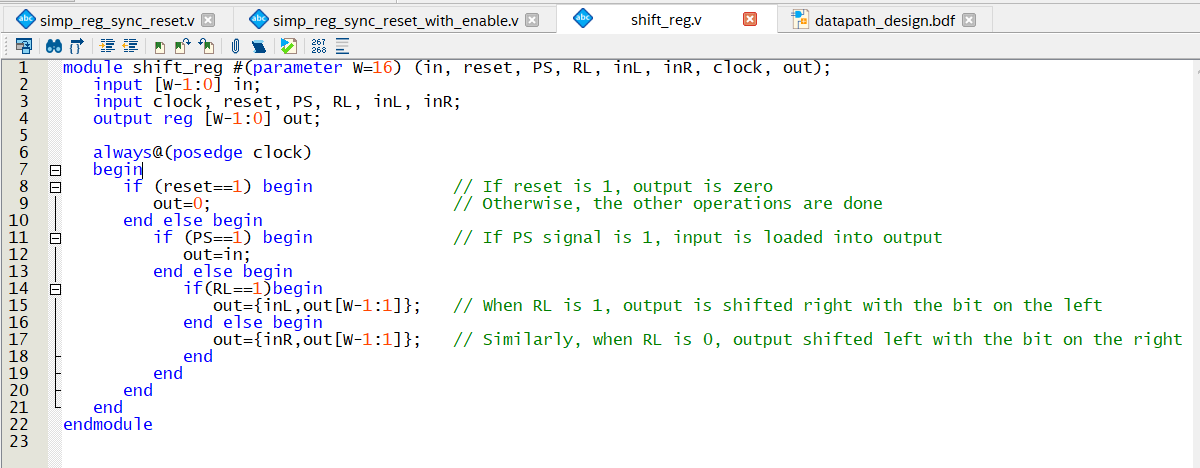 simp_reg_sync_reset.v simp_reg_sync_reset_with_enable.v shift_reg.v datapath_design.bdf
267
268
1 module shift_reg #(parameter W=16) (in, reset, PS, RL, inL, inR, clock, out);
2 input [W-1:0] in;
3 input clock, reset, PS, RL, inL, inR;
4 output reg [W-1:0] out;
5
6 always@(posedge clock)
7 begin
8 if (reset==1) begin // If reset is 1, output is zero
9 out=0; // Otherwise, the other operations are done
10 end else begin
11 if (PS==1) begin // If PS signal is 1, input is loaded into output
12 out=in;
13 end else begin
14 if(RL==1)begin
15 out={inL,out[W-1:1]}; // When RL is 1, output is shifted right with the bit on the left
16 end else begin
17 out={inR,out[W-1:1]}; // Similarly, when RL is 0, output shifted left with the bit on the right
18 end
19 end
20 end
21 end
22 endmodule
23